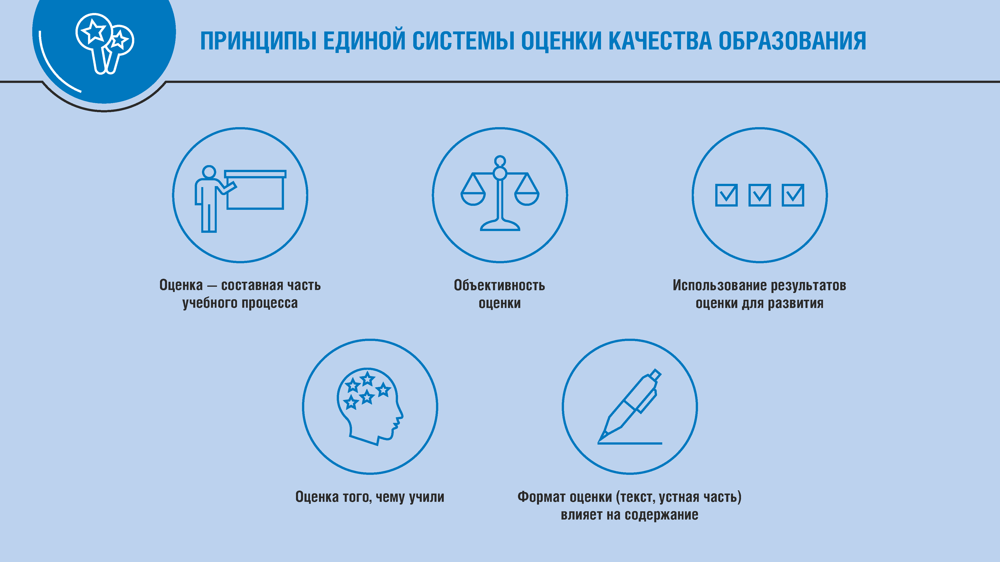 ПРИНЦИПЫ ЕДИНОЙ СИСТЕМЫ ОЦЕНКИ КАЧЕСТВА ОБРАЗОВАНИЯ
Оценка — составная часть
учебного процесса
Объективность
оценки
Использование результатов
оценки для развития
Оценка того, чему учили
Формат оценки (текст, устная часть)
влияет на содержание